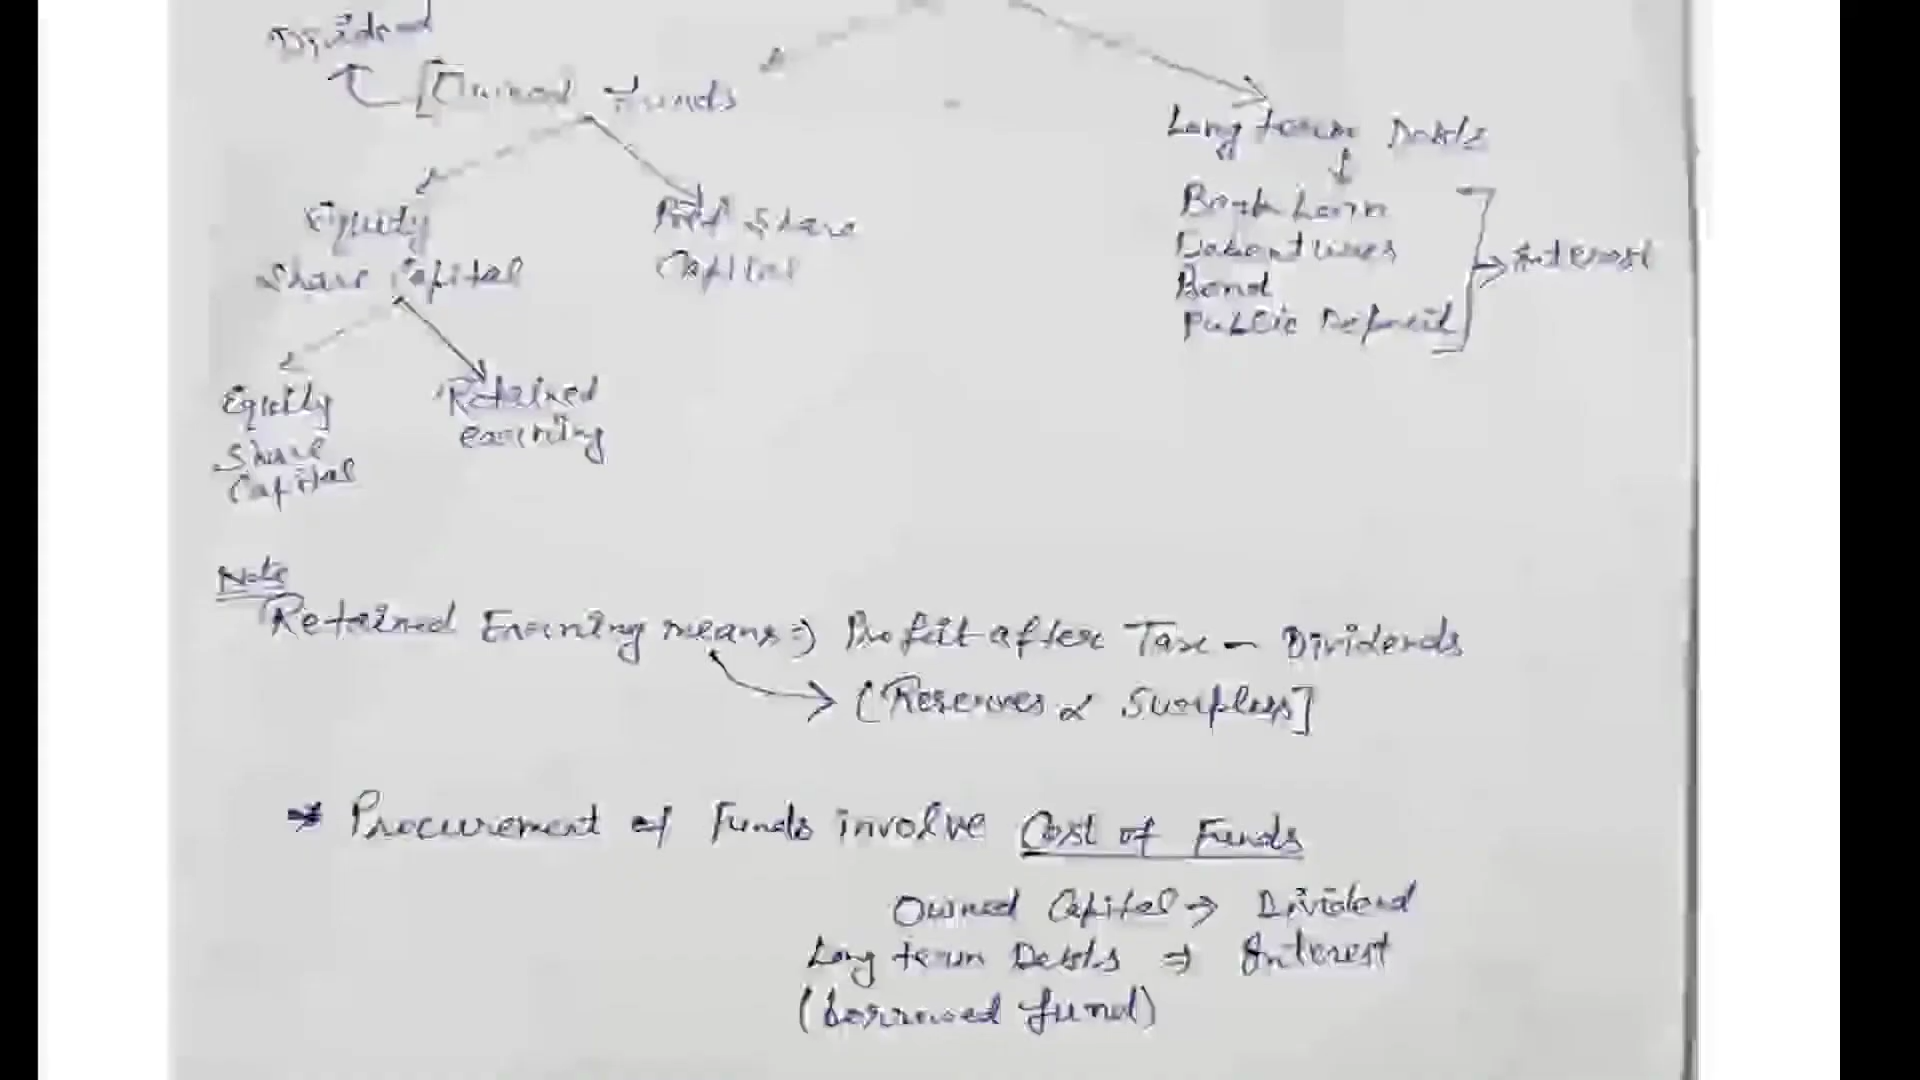 Dividend
[Owned Funds
Long term Debts
Equity
Share Capital
Pref Share
Capital
Bank Loan
Debentures
Bond
Public Deposit
Interest
Equity
Share
Capital
Retained
earning
Note
Retained Earning means => Profit after Tax - Dividends
[Reserves & Surplus]
* Procurement of Funds involve Cost of Funds
Owned Capital → Dividend
Long term Debts => Interest
(borrowed fund)